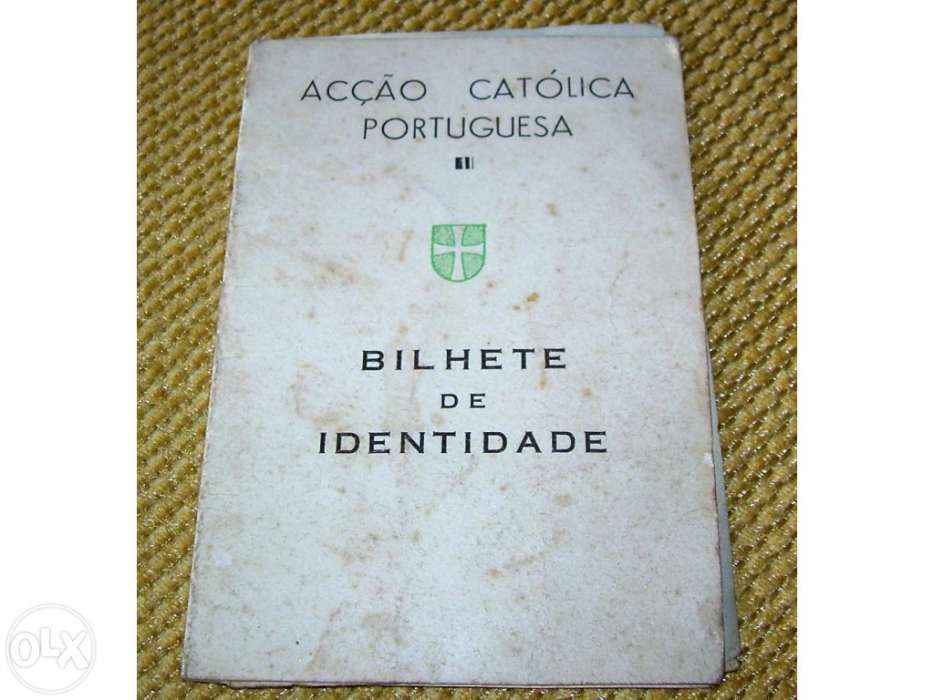 ACÇÃO CATÓLICA
PORTUGUESA
BILHETE
DE
IDENTIDADE
OLX